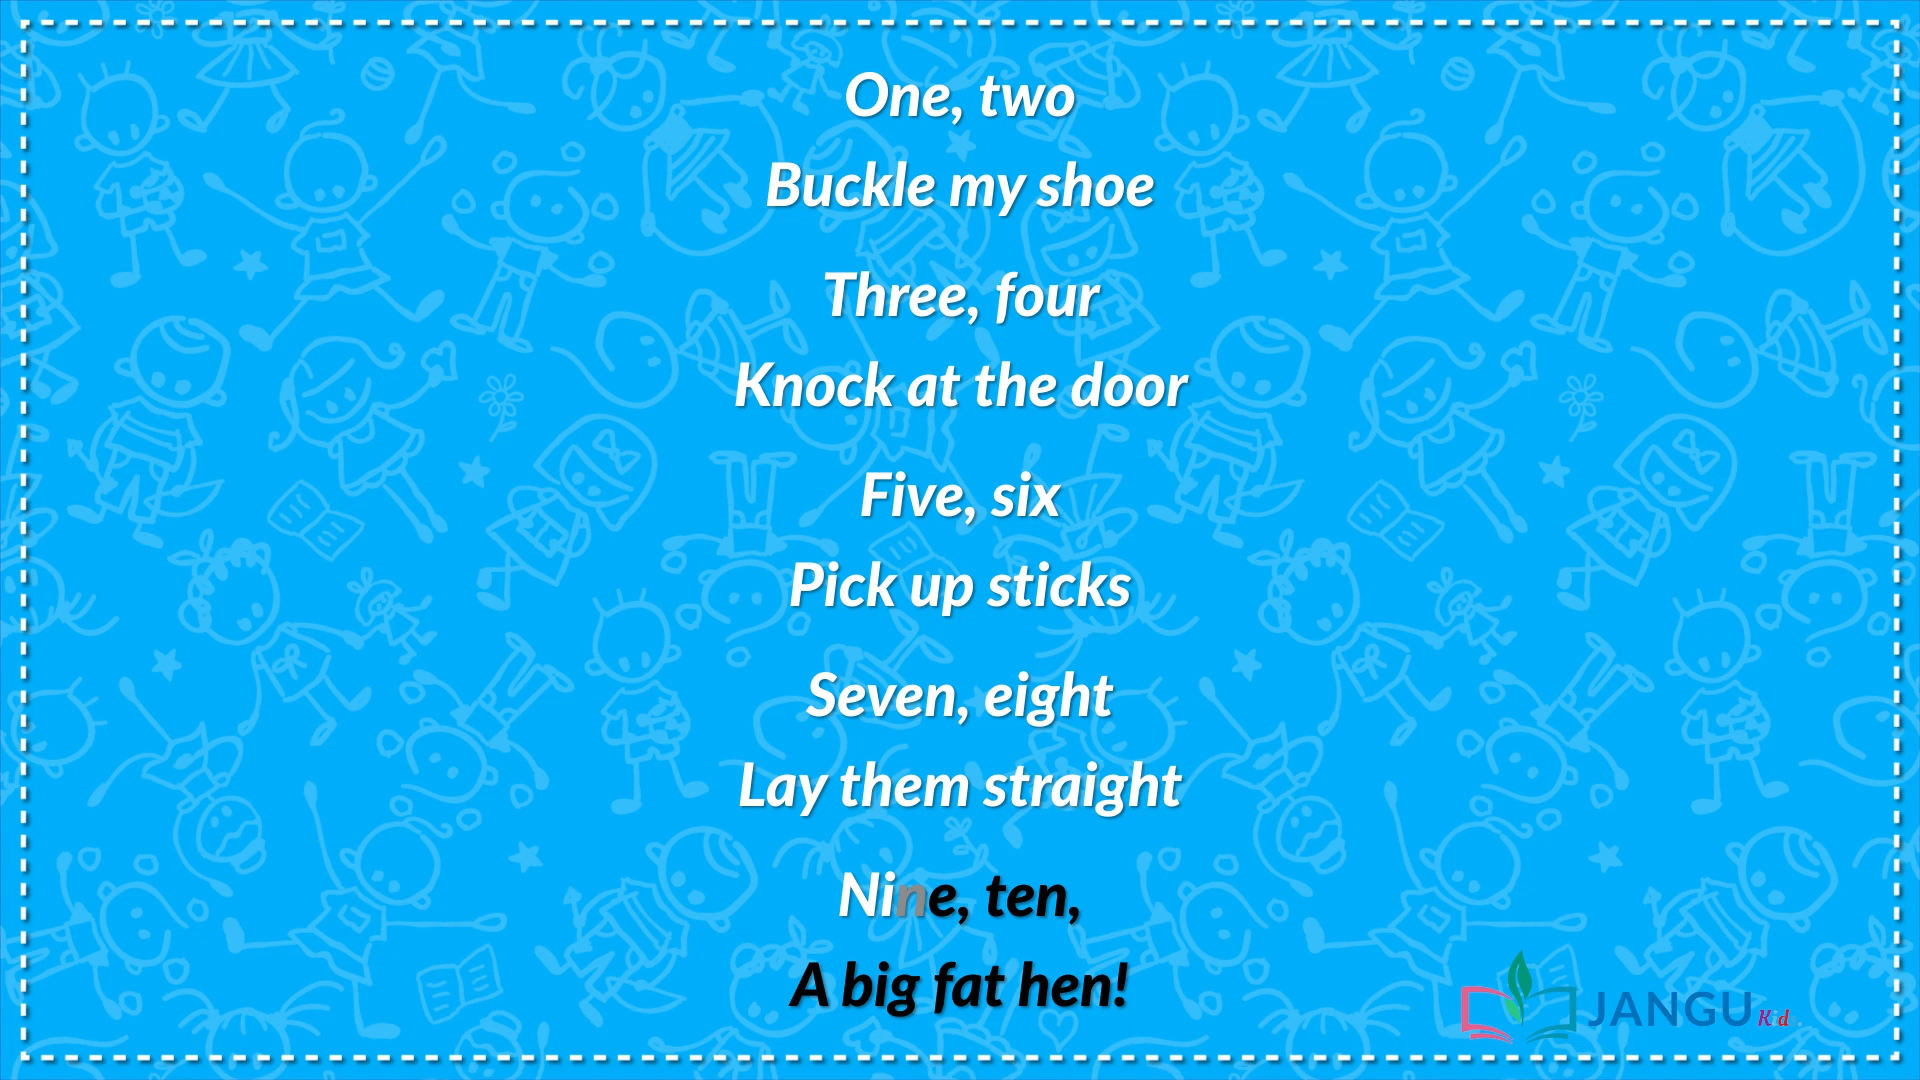 One, two
Buckle my shoe
Three, four
Knock at the door
Five, six
Pick up sticks
Seven, eight
Lay them straight
Nine, ten,
A big fat hen!
JANGU Kid